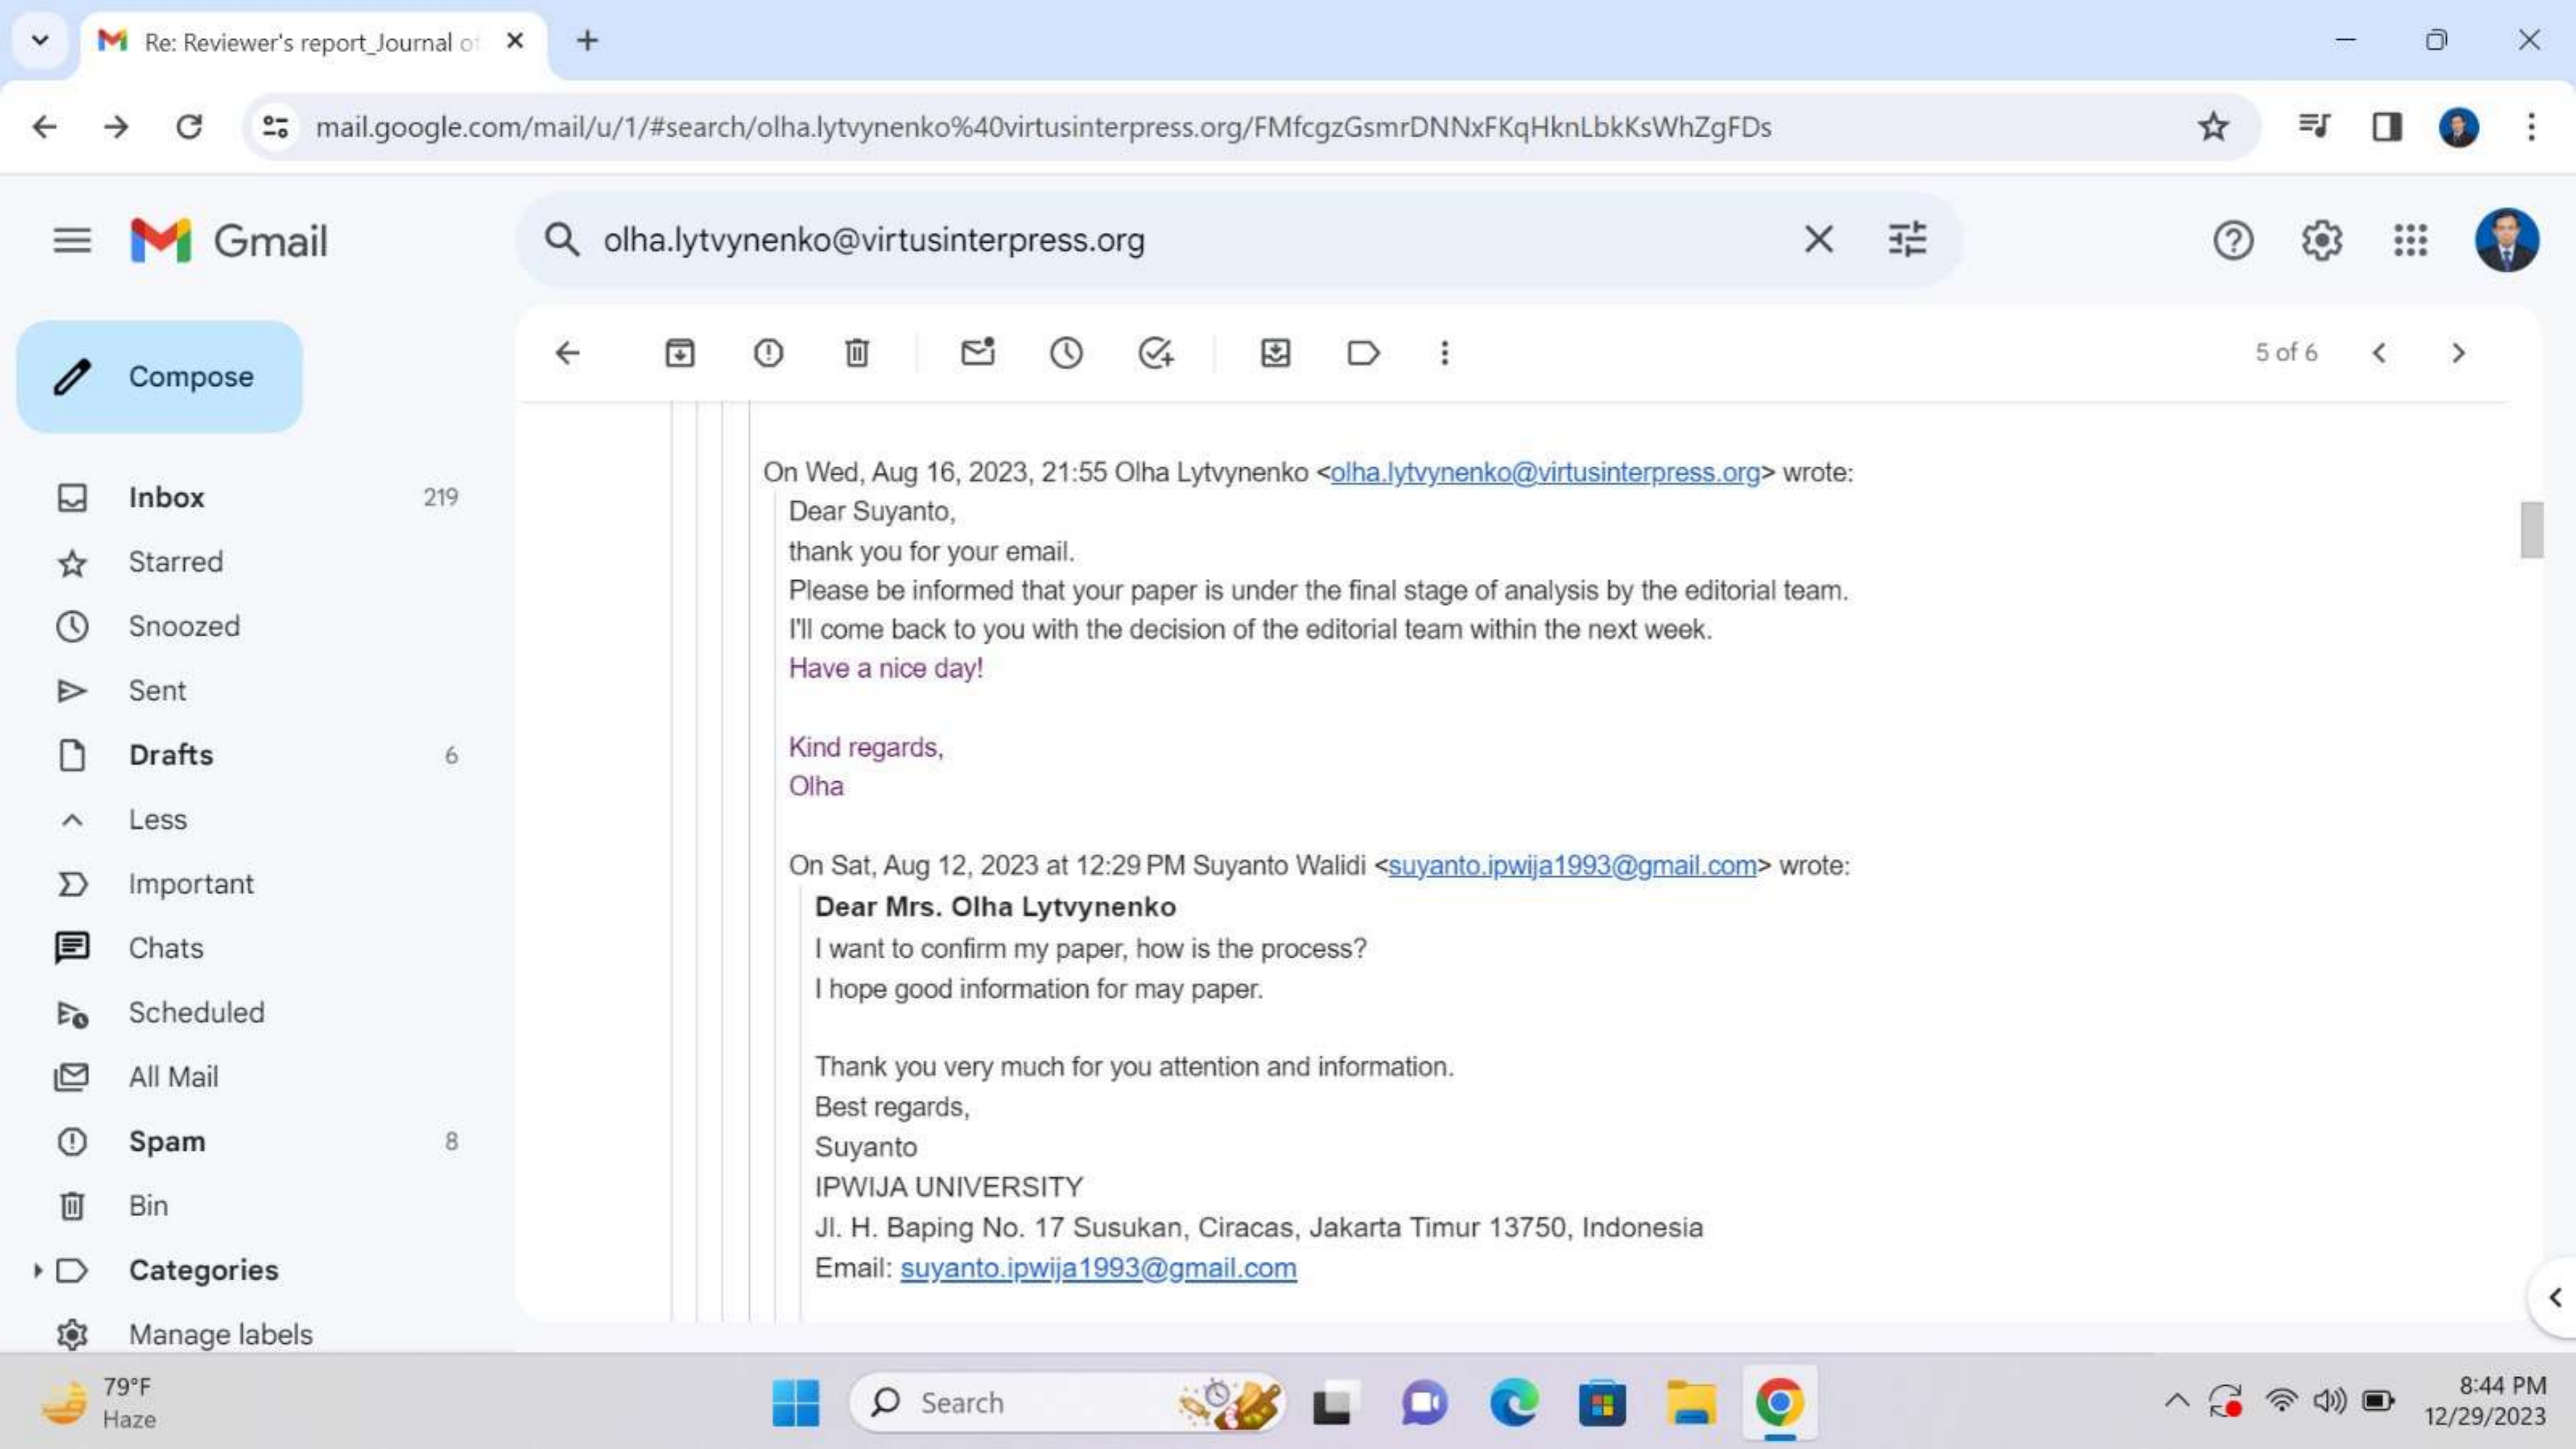 Re: Reviewer's report_Journal of
mail.google.com/mail/u/1/#search/olha.lytvynenko%40virtusinterpress.org/FMfcgzGsmrDNNxFKqHknLbkKsWhZgFDs
Gmail
olha.lytvynenko@virtusinterpress.org
Compose
5 of 6
Inbox 219
Starred
Snoozed
Sent
Drafts 6
Less
Important
Chats
Scheduled
All Mail
Spam 8
Bin
Categories
Manage labels
On Wed, Aug 16, 2023, 21:55 Olha Lytvynenko <olha.lytvynenko@virtusinterpress.org> wrote:
Dear Suyanto,
thank you for your email.
Please be informed that your paper is under the final stage of analysis by the editorial team.
I'll come back to you with the decision of the editorial team within the next week.
Have a nice day!
Kind regards,
Olha
On Sat, Aug 12, 2023 at 12:29 PM Suyanto Walidi <suyanto.ipwija1993@gmail.com> wrote:
Dear Mrs. Olha Lytvynenko
I want to confirm my paper, how is the process?
I hope good information for may paper.
Thank you very much for you attention and information.
Best regards,
Suyanto
IPWIJA UNIVERSITY
Jl. H. Baping No. 17 Susukan, Ciracas, Jakarta Timur 13750, Indonesia
Email: suyanto.ipwija1993@gmail.com
79°F
Haze
Search
8:44 PM
12/29/2023